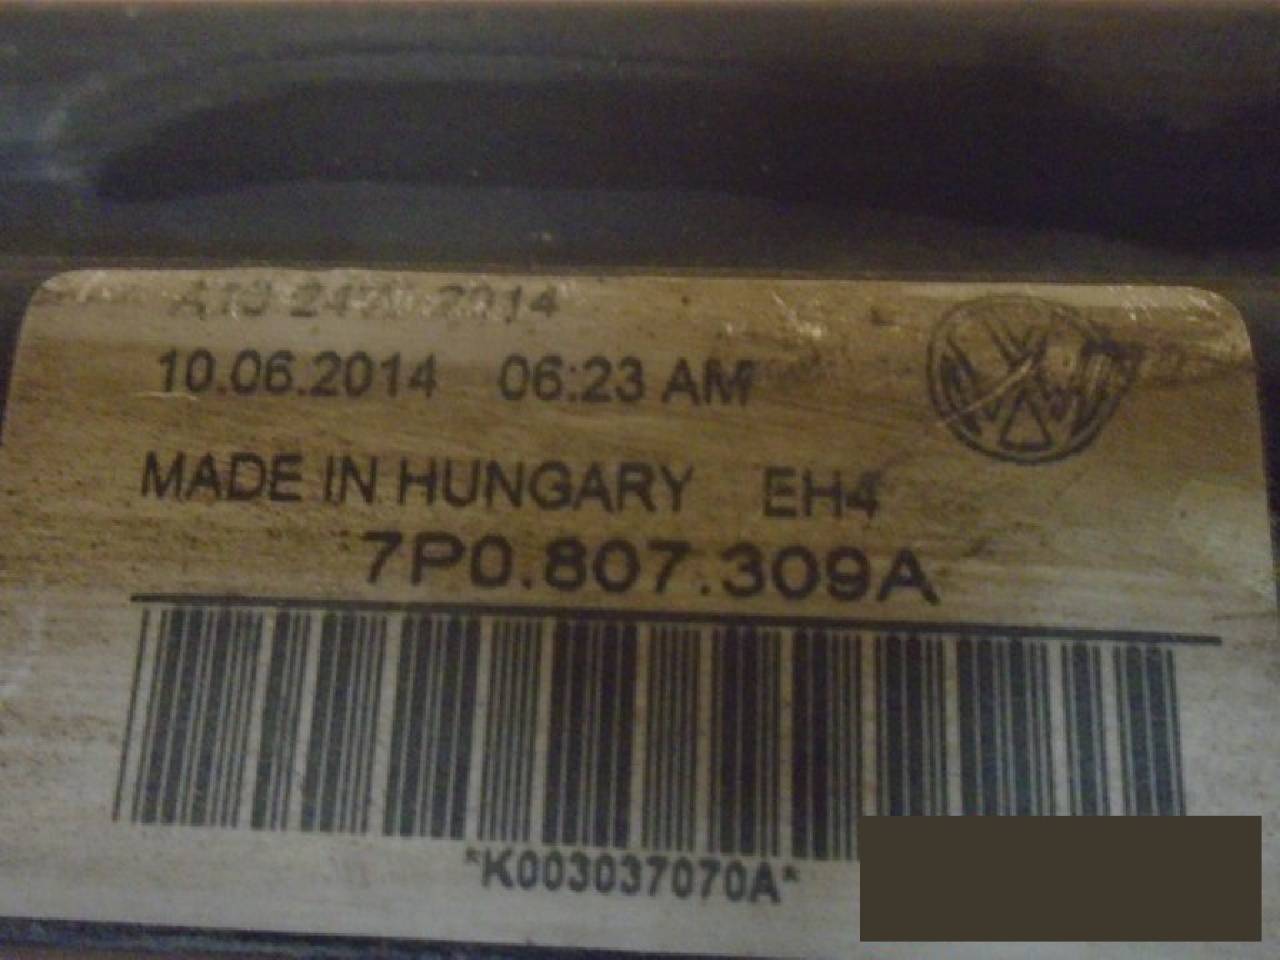 2014
10.06.2014 06:23 AM
MADE IN HUNGARY EH4
7P0.807.309A
*K003037070A*